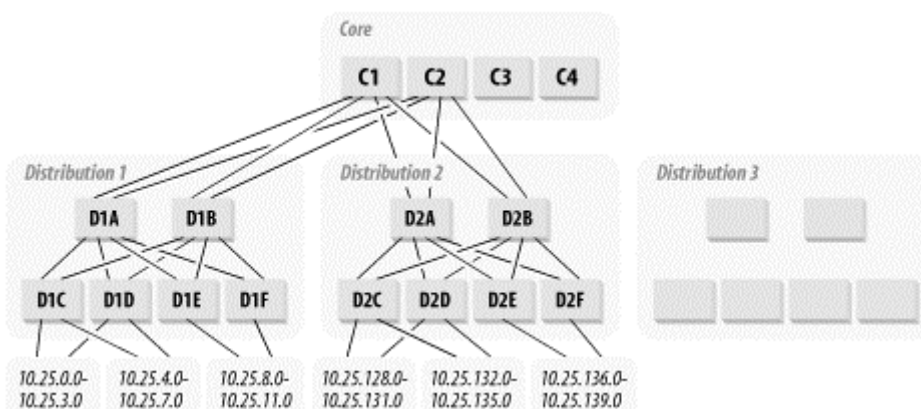 Core
C1 C2 C3 C4
Distribution 1 Distribution 2 Distribution 3
D1A D1B D2A D2B
D1C D1D D1E D1F D2C D2D D2E D2F
10.25.0.0- 10.25.4.0- 10.25.8.0- 10.25.128.0- 10.25.132.0- 10.25.136.0-
10.25.3.0 10.25.7.0 10.25.11.0 10.25.131.0 10.25.135.0 10.25.139.0